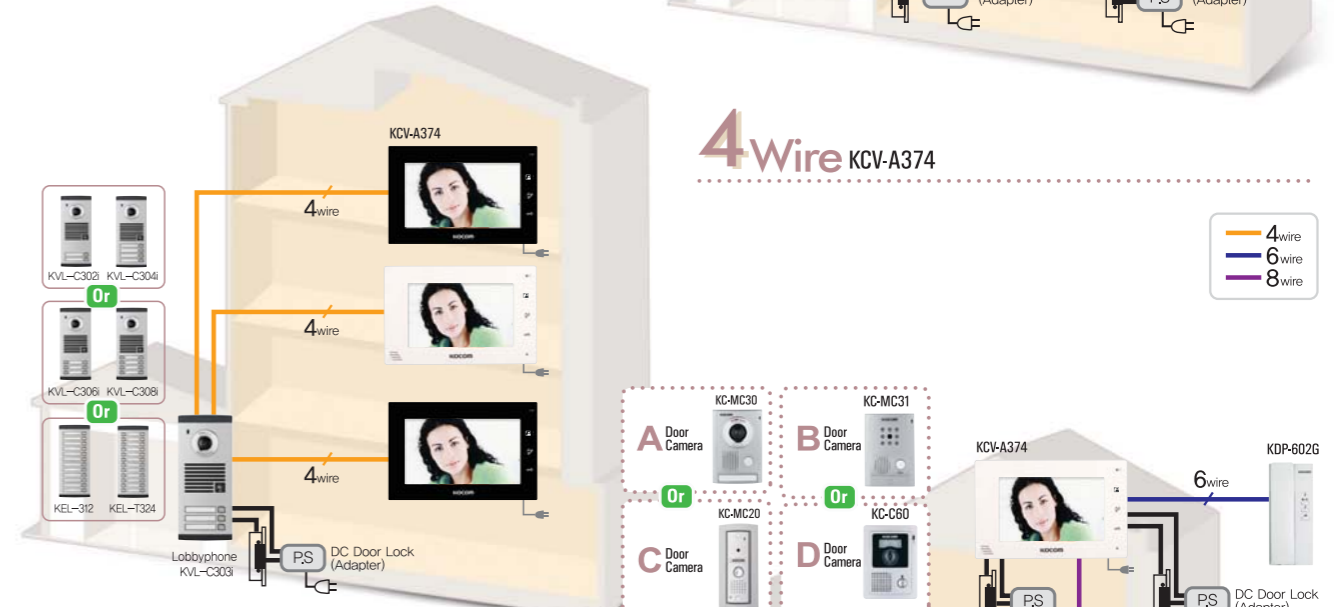 (Adapter)
P.S (Adapter)
4Wire KCV-A374
4wire
6wire
8wire
KCV-A374
4wire
KOCOM
4wire
KOCOM
4wire
KOCOM
KVL-C302i KVL-C304i
Or
KVL-C306i KVL-C308i
Or
KEL-312 KEL-T324
Lobbyphone
KVL-C303i
P.S
DC Door Lock
(Adapter)
KC-MC30
A Door
Camera
KC-MC31
B Door
Camera
Or
Or
KC-MC20
C Door
Camera
KC-C60
D Door
Camera
KCV-A374
KOCOM
6wire
KDP-602G
P.S
P.S
DC Door Lock
(Adapter)